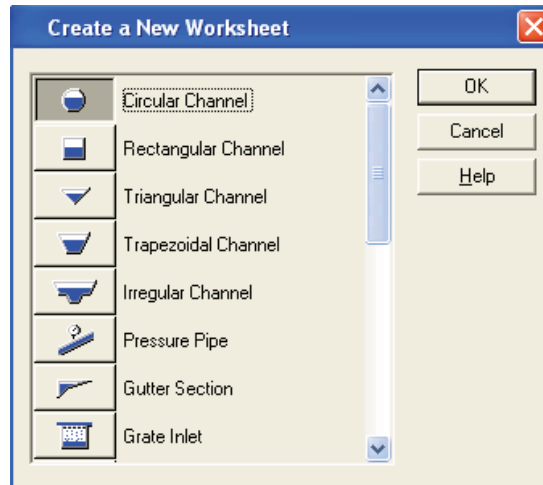 Create a New Worksheet
Circular Channel
Rectangular Channel
Triangular Channel
Trapezoidal Channel
Irregular Channel
Pressure Pipe
Gutter Section
Grate Inlet
OK
Cancel
Help